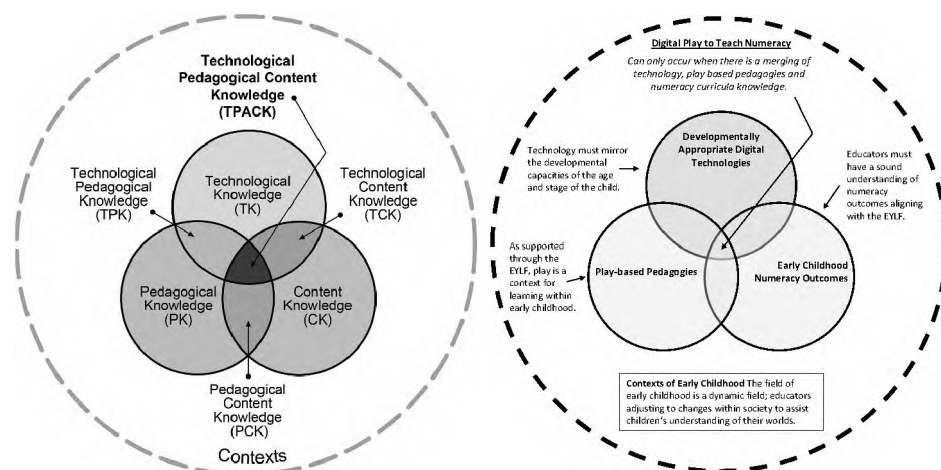 Technological
Pedagogical Content
Knowledge
(TPACK)
Technological
Pedagogical
Knowledge
(TPK)
Technological
Knowledge
(TK)
Technological
Content
Knowledge
(TCK)
Pedagogical
Knowledge
(PK)
Content
Knowledge
(CK)
Pedagogical
Content
Knowledge
(PCK)
Contexts
Digital Play to Teach Numeracy
Can only occur when there is a merging of
technology, play based pedagogies and
numeracy curricula knowledge.
Developmentally
Appropriate Digital
Technologies
Technology must mirror
the developmental
capacities of the age
and stage of the child.
Educators must
have a sound
understanding of
numeracy
outcomes aligning
with the EYLF.
As supported
through the
EYLF, play is a
context for
learning within
early childhood.
Play-based Pedagogies
Early Childhood
Numeracy Outcomes
Contexts of Early Childhood The field of
early childhood is a dynamic field; educators
adjusting to changes within society to assist
children's understanding of their worlds.